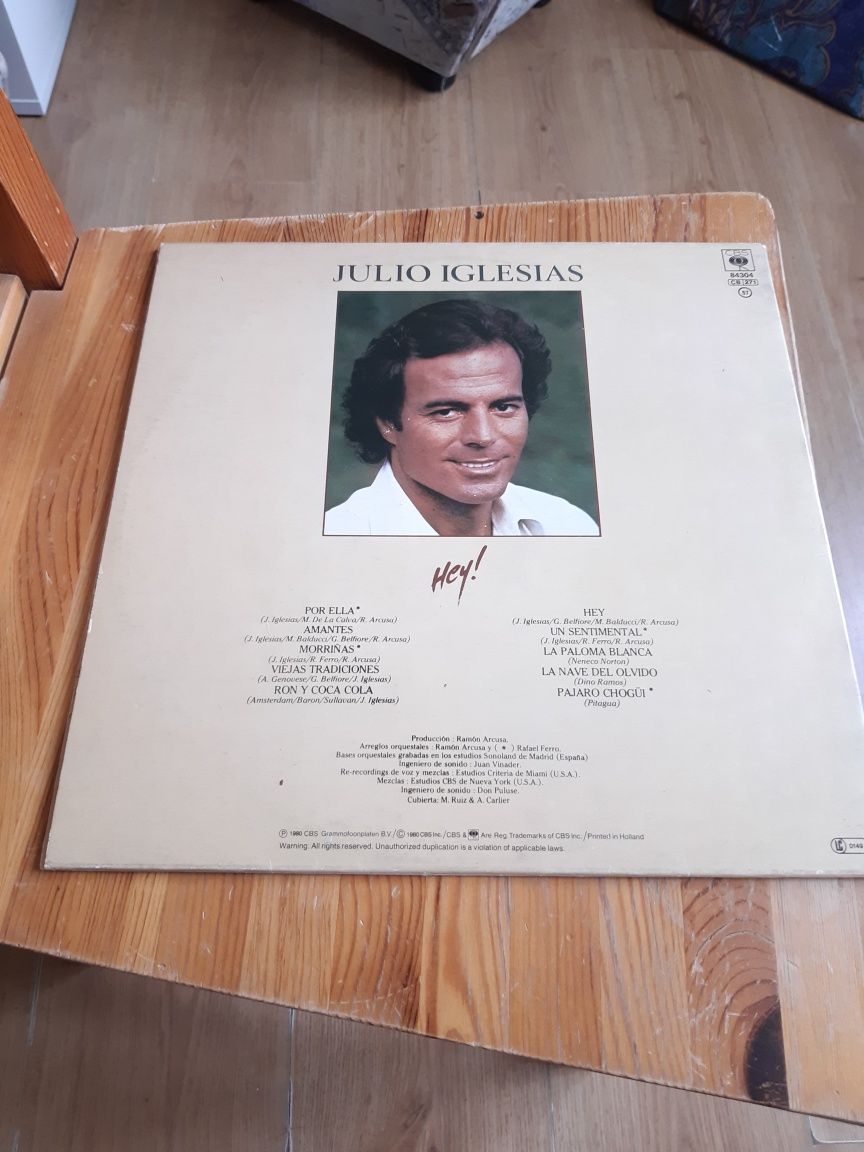 JULIO IGLESIAS
CBS
84304
CB 271
ST
Hey!
POR ELLA*
(J. Iglesias/M. De La Calva/R. Arcusa)
AMANTES
(J. Iglesias/M. Balducci/G. Belfiore/R. Arcusa)
MORRIÑAS*
(J. Iglesias/R. Ferro/R. Arcusa)
VIEJAS TRADICIONES
(A. Genovese/G. Belfiore/J. Iglesias)
RON Y COCA COLA
(Amsterdam/Baron/Sullavan/J. Iglesias)
HEY
(J. Iglesias/G. Belfiore/M. Balducci/R. Arcusa)
UN SENTIMENTAL*
(J. Iglesias/R. Ferro/R. Arcusa)
LA PALOMA BLANCA
(Neneco Norton)
LA NAVE DEL OLVIDO
(Dino Ramos)
PAJARO CHOGÜI*
(Pitagua)
Producción : Ramón Arcusa.
Arreglos orquestales : Ramón Arcusa y ( * ) Rafael Ferro.
Bases orquestales grabadas en los estudios Sonoland de Madrid (España)
Ingeniero de sonido : Juan Vinader.
Re-recordings de voz y mezclas : Estudios Criteria de Miami (U.S.A.).
Mezclas : Estudios CBS de Nueva York (U.S.A.).
Ingeniero de sonido : Don Puluse.
Cubierta: M. Ruiz & A. Carlier
Ⓟ 1980 CBS Grammofoonplaten B.V./Ⓒ 1980 CBS Inc./CBS & Are Reg. Trademarks of CBS Inc./Printed in Holland
Warning: All rights reserved. Unauthorized duplication is a violation of applicable laws.
LC 0149